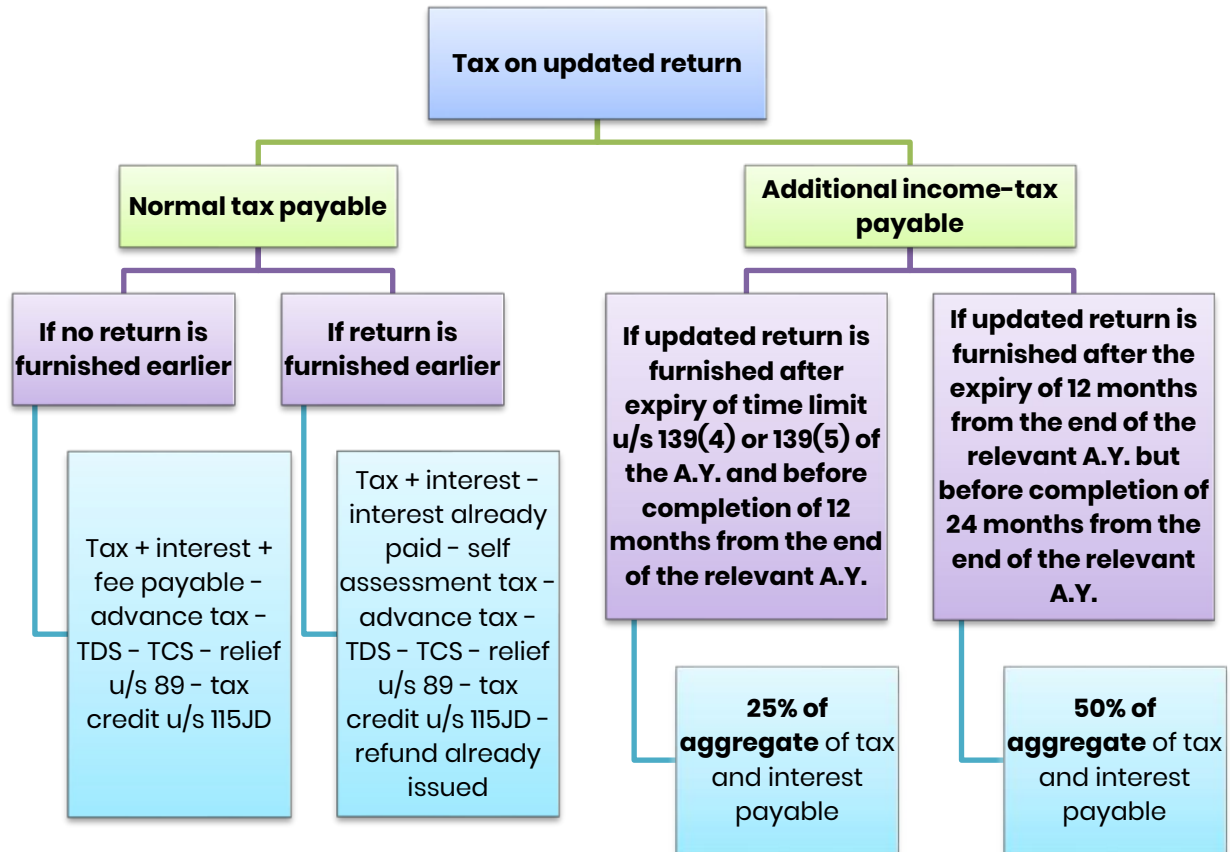 Tax on updated return
Normal tax payable
Additional income-tax
payable
If no return is
furnished earlier
If return is
furnished earlier
If updated return is
furnished after
expiry of time limit
u/s 139(4) or 139(5) of
the A.Y. and before
completion of 12
months from the end
of the relevant A.Y.
If updated return is
furnished after the
expiry of 12 months
from the end of the
relevant A.Y. but
before completion of
24 months from the
end of the relevant
A.Y.
Tax + interest +
fee payable –
advance tax –
TDS – TCS – relief
u/s 89 – tax
credit u/s 115JD
Tax + interest –
interest already
paid – self
assessment tax –
advance tax –
TDS – TCS – relief
u/s 89 – tax
credit u/s 115JD –
refund already
issued
25% of
aggregate of tax
and interest
payable
50% of
aggregate of tax
and interest
payable